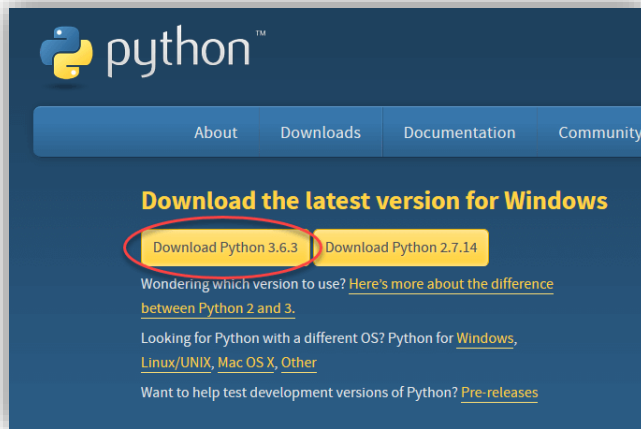 python™
About Downloads Documentation Community
Download the latest version for Windows
Download Python 3.6.3 Download Python 2.7.14
Wondering which version to use? Here's more about the difference
between Python 2 and 3.
Looking for Python with a different OS? Python for Windows,
Linux/UNIX, Mac OS X, Other
Want to help test development versions of Python? Pre-releases